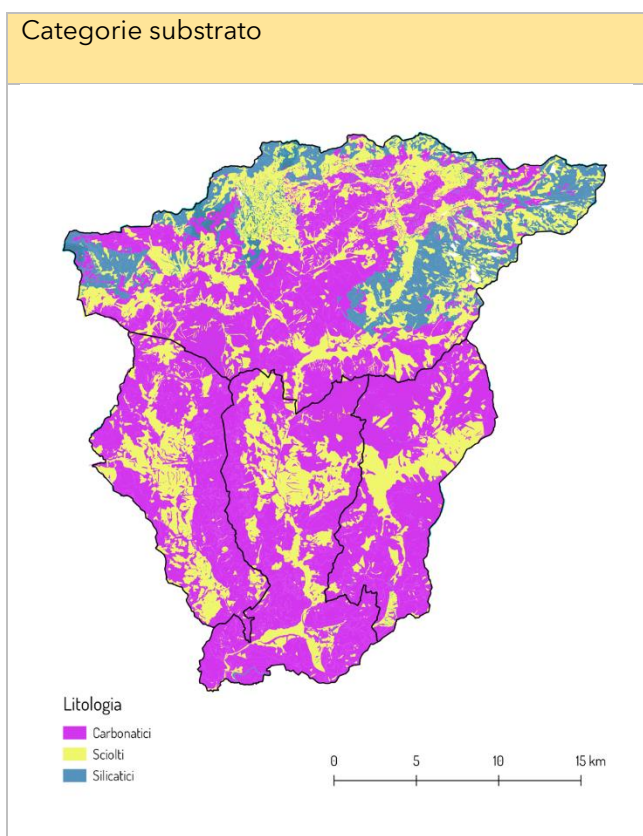 Categorie substrato
Litologia
Carbonatici
Sciolti
Silicatici
0 5 10 15 km